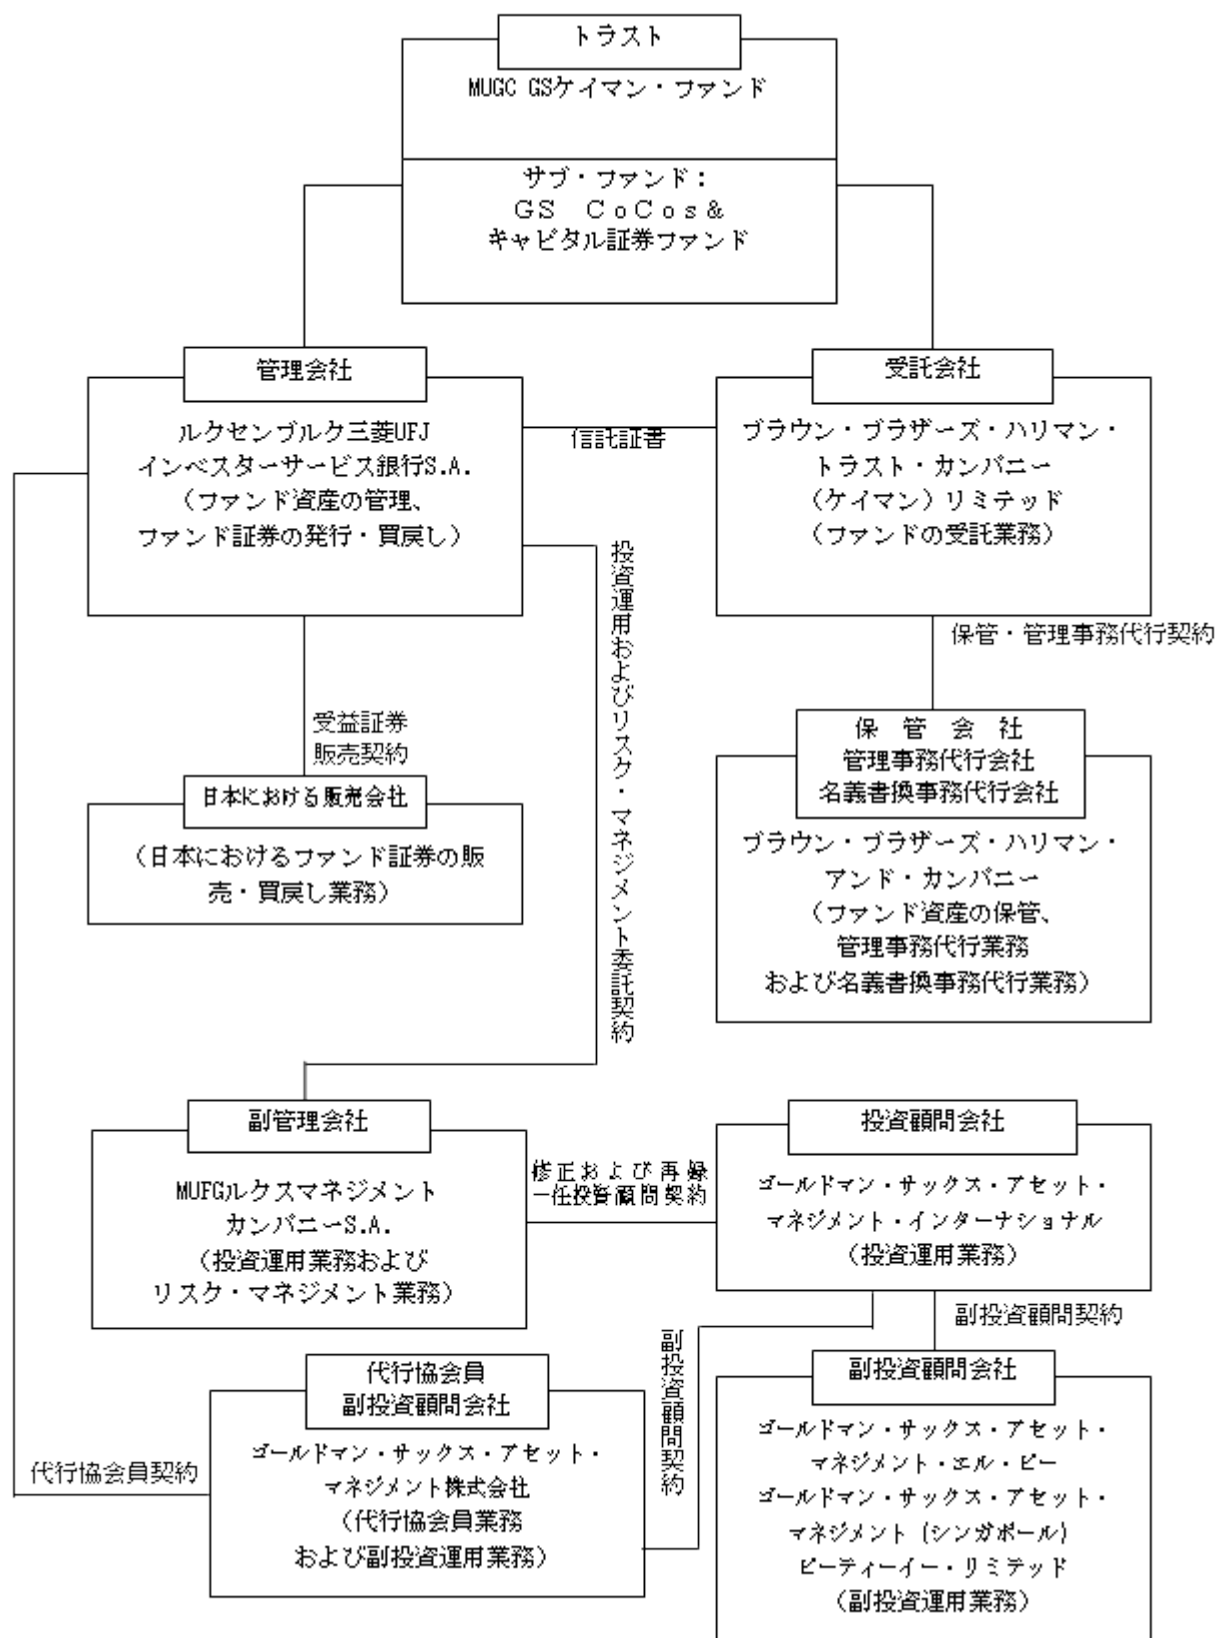 トラスト
MUGC GSケイマン・ファンド
サブ・ファンド：
ＧＳ　ＣｏＣｏｓ＆
キャピタル証券ファンド
管理会社
ルクセンブルク三菱UFJ
インベスターサービス銀行S.A.
（ファンド資産の管理、
ファンド証券の発行・買戻し）
信託証書
受託会社
ブラウン・ブラザーズ・ハリマン・
トラスト・カンパニー
（ケイマン）リミテッド
（ファンドの受託業務）
投資運用およびリスク・マネジメント委託契約
保管・管理事務代行契約
受益証券
販売契約
日本における販売会社
（日本におけるファンド証券の販
売・買戻し業務）
保　管　会　社
管理事務代行会社
名義書換事務代行会社
ブラウン・ブラザーズ・ハリマン・
アンド・カンパニー
（ファンド資産の保管、
管理事務代行業務
および名義書換事務代行業務）
副管理会社
MUFGルクスマネジメント
カンパニーS.A.
（投資運用業務および
リスク・マネジメント業務）
修正および再録
一任投資顧問契約
投資顧問会社
ゴールドマン・サックス・アセット・
マネジメント・インターナショナル
（投資運用業務）
副投資顧問契約
副投資顧問契約
代行協会員
副投資顧問会社
ゴールドマン・サックス・アセット・
マネジメント株式会社
（代行協会員業務
および副投資運用業務）
代行協会員契約
副投資顧問会社
ゴールドマン・サックス・アセット・
マネジメント・エル・ピー
ゴールドマン・サックス・アセット・
マネジメント（シンガポール）
ピーティーイー・リミテッド
（副投資運用業務）